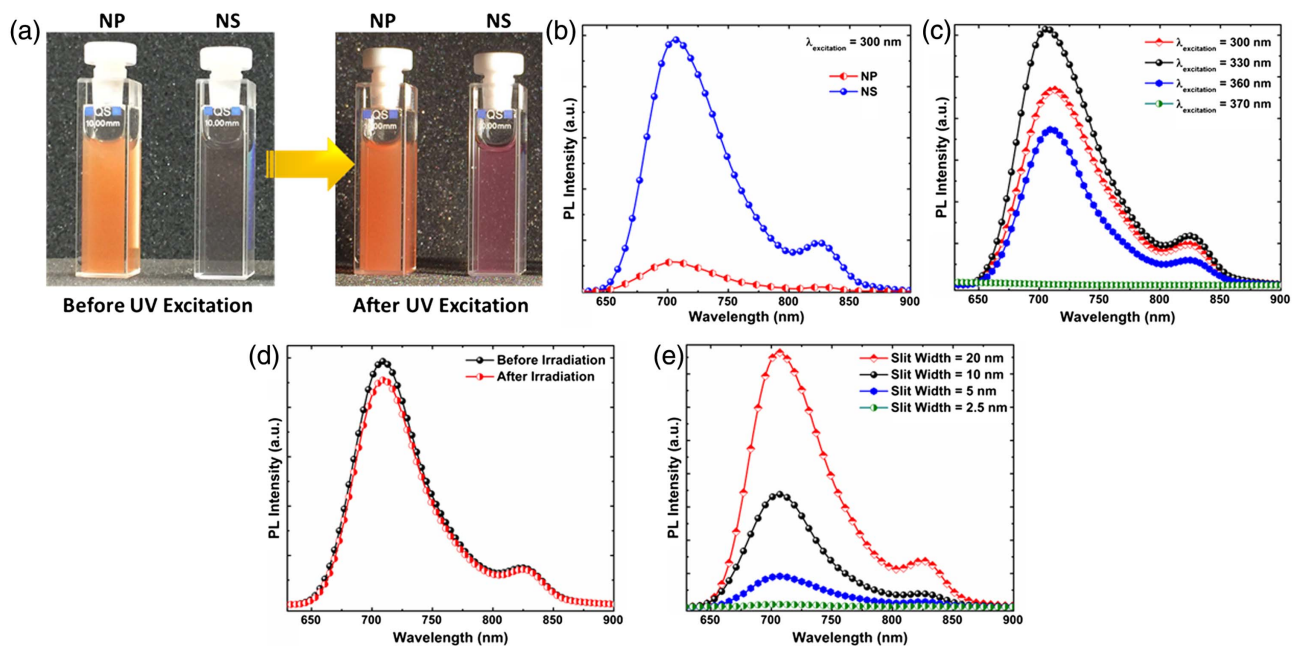 (a)
NP
NS
NP
NS
QS
10.00mm
QS
10.00mm
QS
QS
Before UV Excitation
After UV Excitation
(b)
λexcitation = 300 nm
NP
NS
PL Intensity (a.u.)
650 700 750 800 850 900
Wavelength (nm)
(c)
λexcitation = 300 nm
λexcitation = 330 nm
λexcitation = 360 nm
λexcitation = 370 nm
PL Intensity (a.u.)
650 700 750 800 850 900
Wavelength (nm)
(d)
Before Irradiation
After Irradiation
PL Intensity (a.u.)
650 700 750 800 850 900
Wavelength (nm)
(e)
Slit Width = 20 nm
Slit Width = 10 nm
Slit Width = 5 nm
Slit Width = 2.5 nm
PL Intensity (a.u.)
650 700 750 800 850 900
Wavelength (nm)